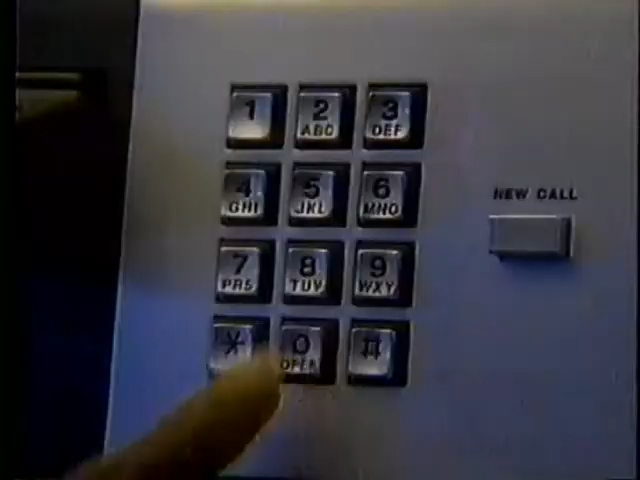 1 2 3
ABC DEF
4 5 6
GHI JKL MNO
NEW CALL
7 8 9
PRS TUV WXY
* 0 #
OPER